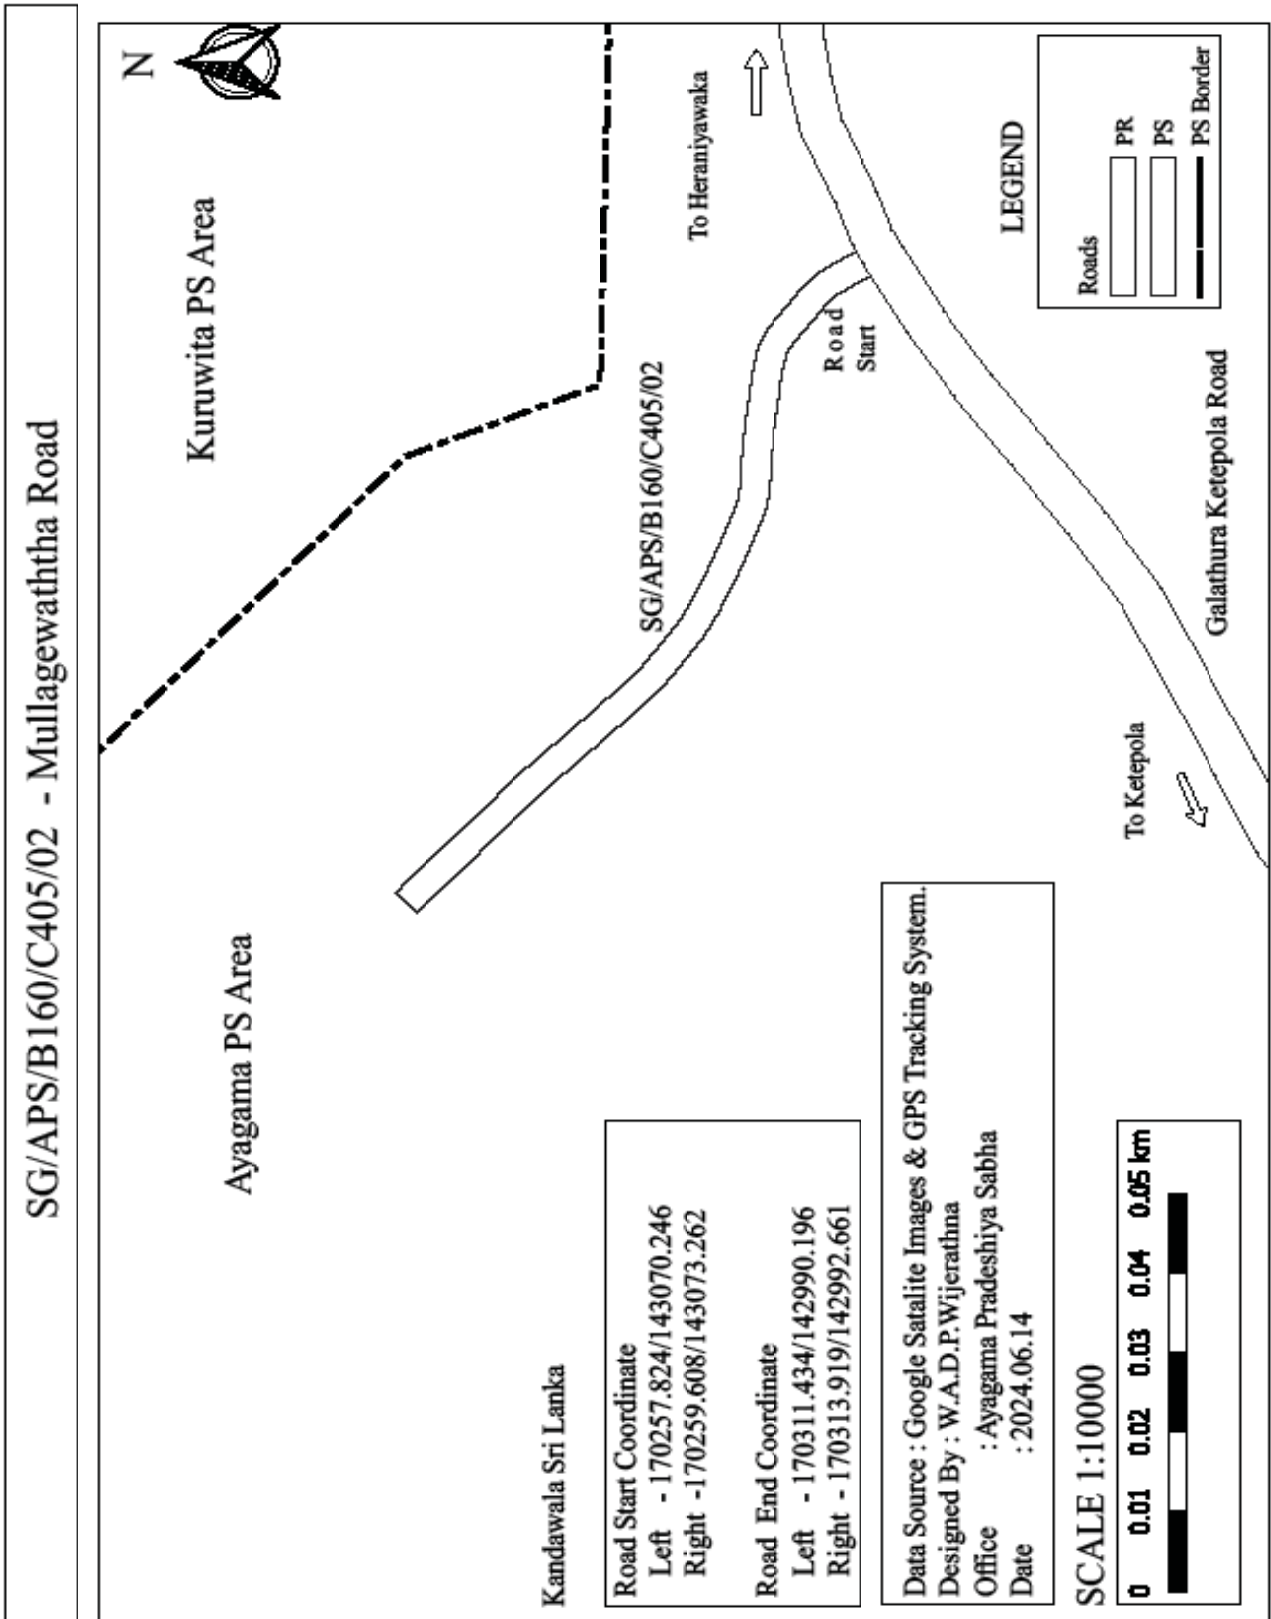 SG/APS/B160/C405/02 - Mullagewaththa Road
N
Kuruwita PS Area
Ayagama PS Area
To Heraniyawaka
SG/APS/B160/C405/02
Road
Start
Kandawala Sri Lanka
Road Start Coordinate
Left - 170257.824/143070.246
Right -170259.608/143073.262
Road End Coordinate
Left - 170311.434/142990.196
Right - 170313.919/142992.661
Data Source : Google Satalite Images & GPS Tracking System.
Designed By : W.A.D.P.Wijerathna
Office : Ayagama Pradeshiya Sabha
Date : 2024.06.14
SCALE 1:10000
0 0.01 0.02 0.03 0.04 0.05 km
To Ketepola
Galathura Ketepola Road
LEGEND
Roads
PR
PS
PS Border